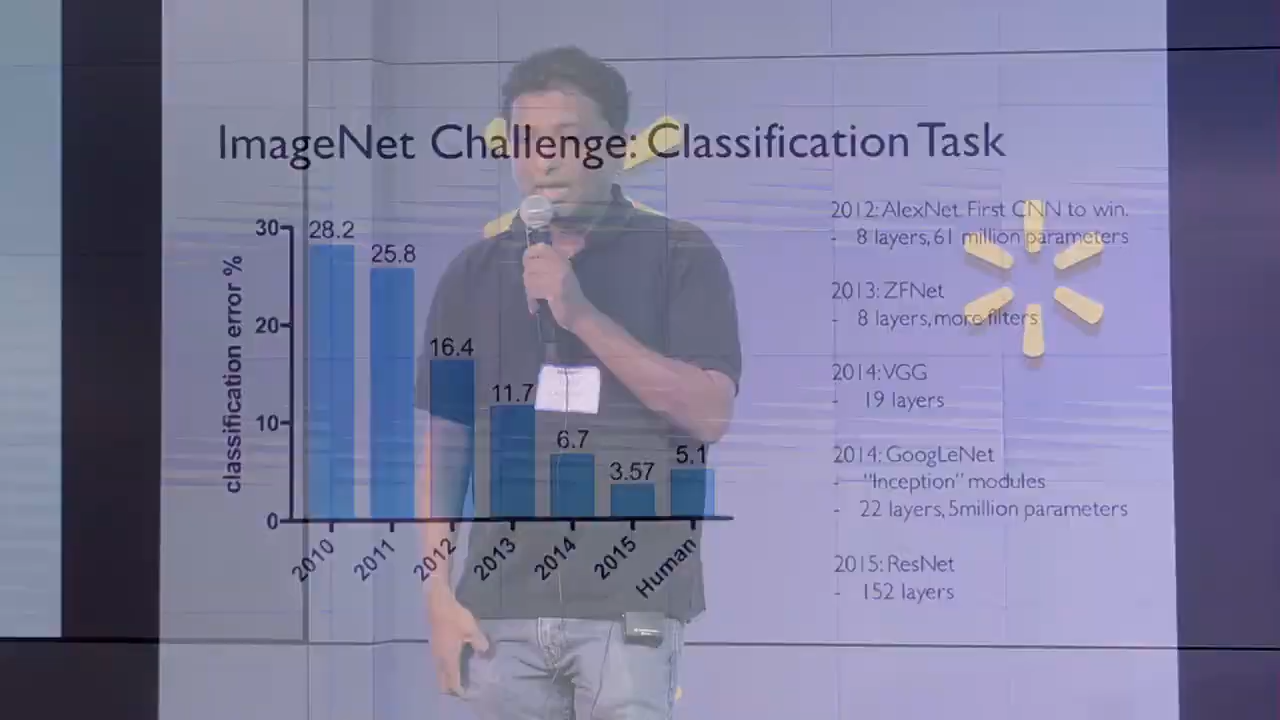 ImageNet Challenge: Classification Task
classification error %
30
20
10
0
28.2
25.8
16.4
11.7
6.7
3.57
5.1
2010
2011
2012
2013
2014
2015
Human
2012: AlexNet. First CNN to win.
- 8 layers, 61 million parameters
2013: ZFNet
- 8 layers, more filters
2014: VGG
- 19 layers
2014: GoogLeNet
- "Inception" modules
- 22 layers, 5million parameters
2015: ResNet
- 152 layers